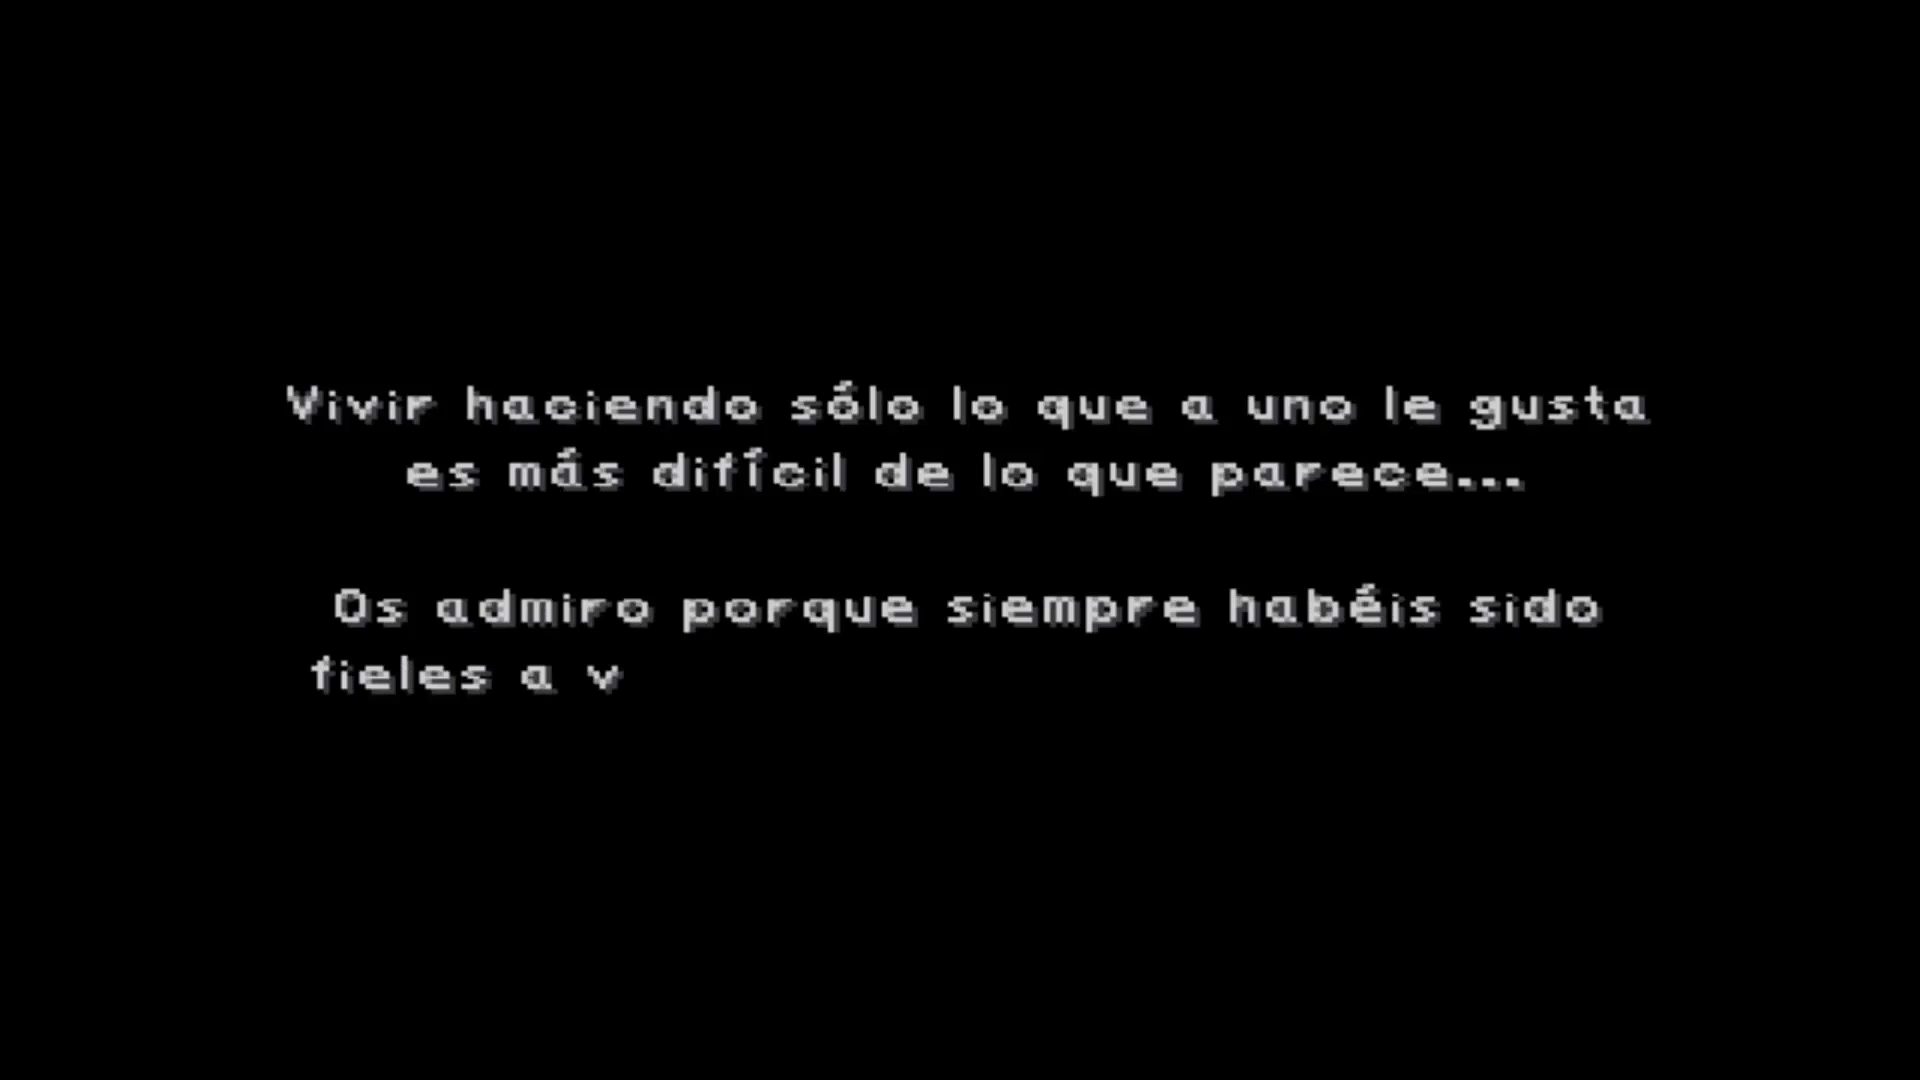 Vivir haciendo sólo lo que a uno le gusta
es más difícil de lo que parece...
Os admiro porque siempre habéis sido
fieles a v